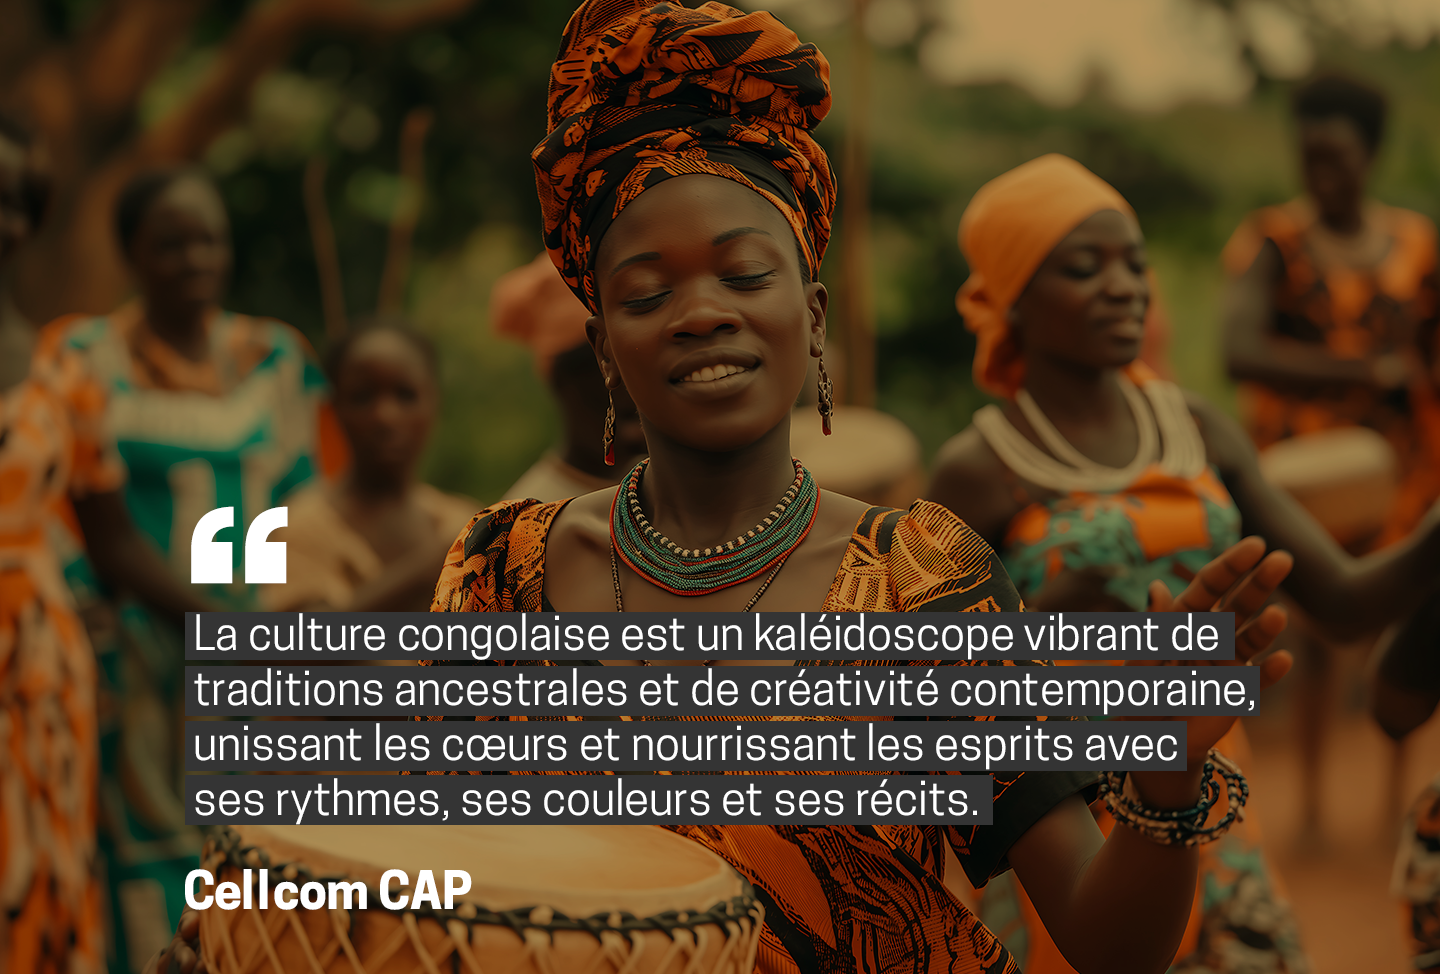 “
La culture congolaise est un kaléidoscope vibrant de
traditions ancestrales et de créativité contemporaine,
unissant les cœurs et nourrissant les esprits avec
ses rythmes, ses couleurs et ses récits.
Cellcom CAP